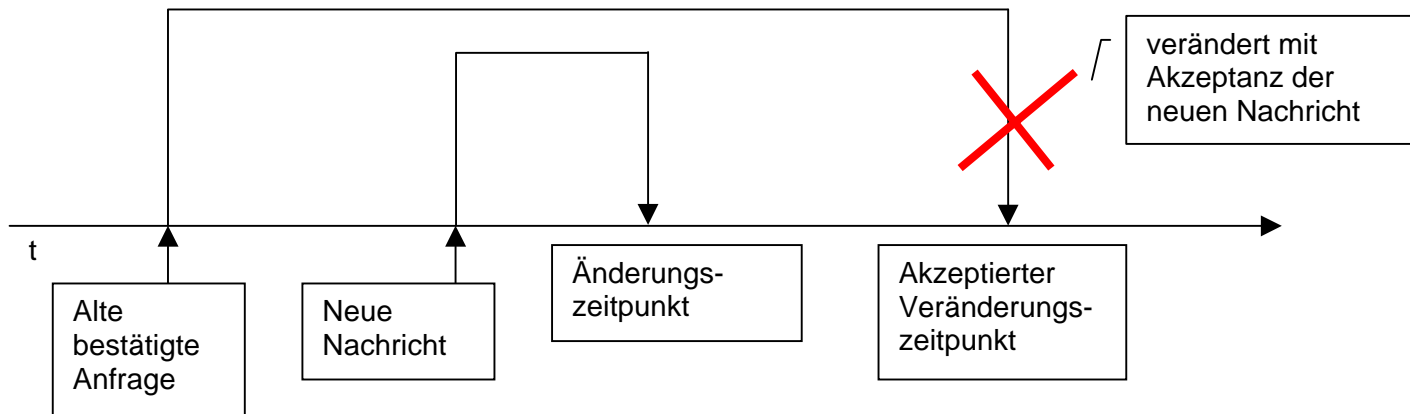 verändert mit
Akzeptanz der
neuen Nachricht
t
Alte
bestätigte
Anfrage
Neue
Nachricht
Änderungs-
zeitpunkt
Akzeptierter
Veränderungs-
zeitpunkt